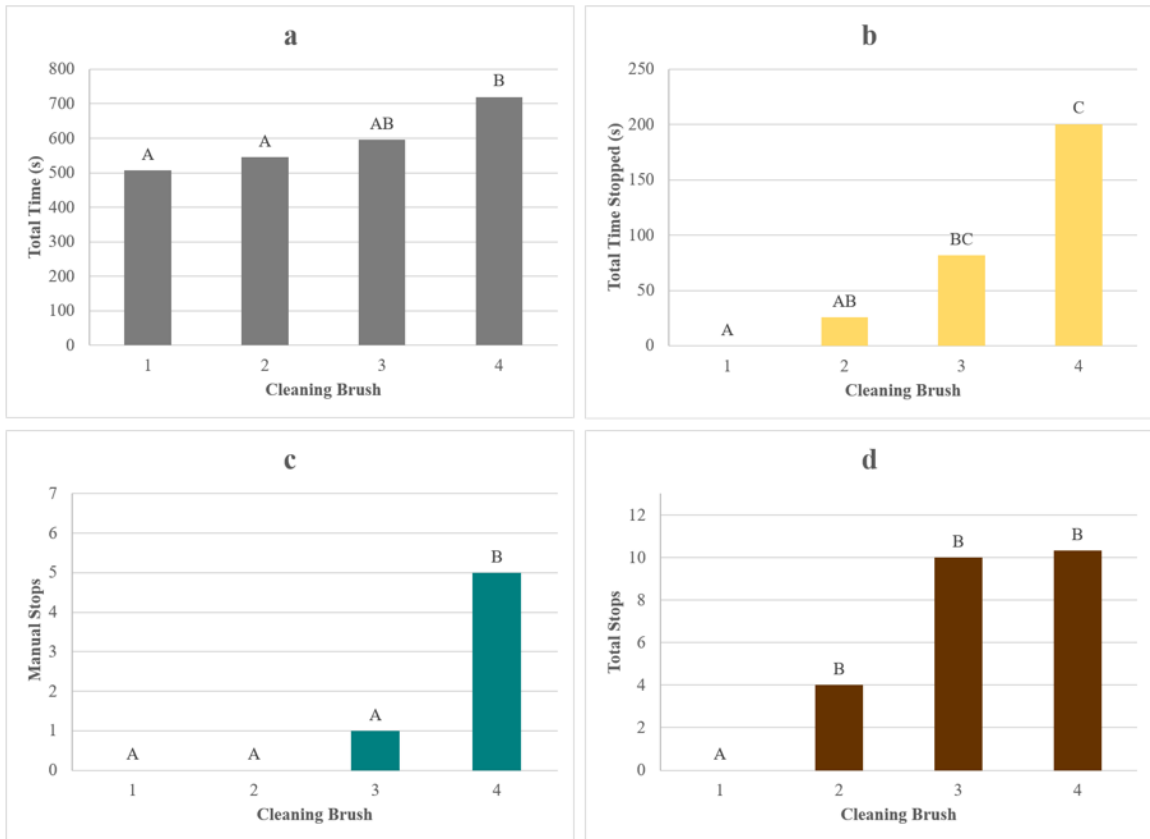 a
Total Time (s)
800
700
600
500
400
300
200
100
0
A
A
AB
B
1
2
3
4
Cleaning Brush
b
Total Time Stopped (s)
250
200
150
100
50
0
A
AB
BC
C
1
2
3
4
Cleaning Brush
c
Manual Stops
7
6
5
4
3
2
1
0
A
A
A
B
1
2
3
4
Cleaning Brush
d
Total Stops
12
10
8
6
4
2
0
A
B
B
B
1
2
3
4
Cleaning Brush